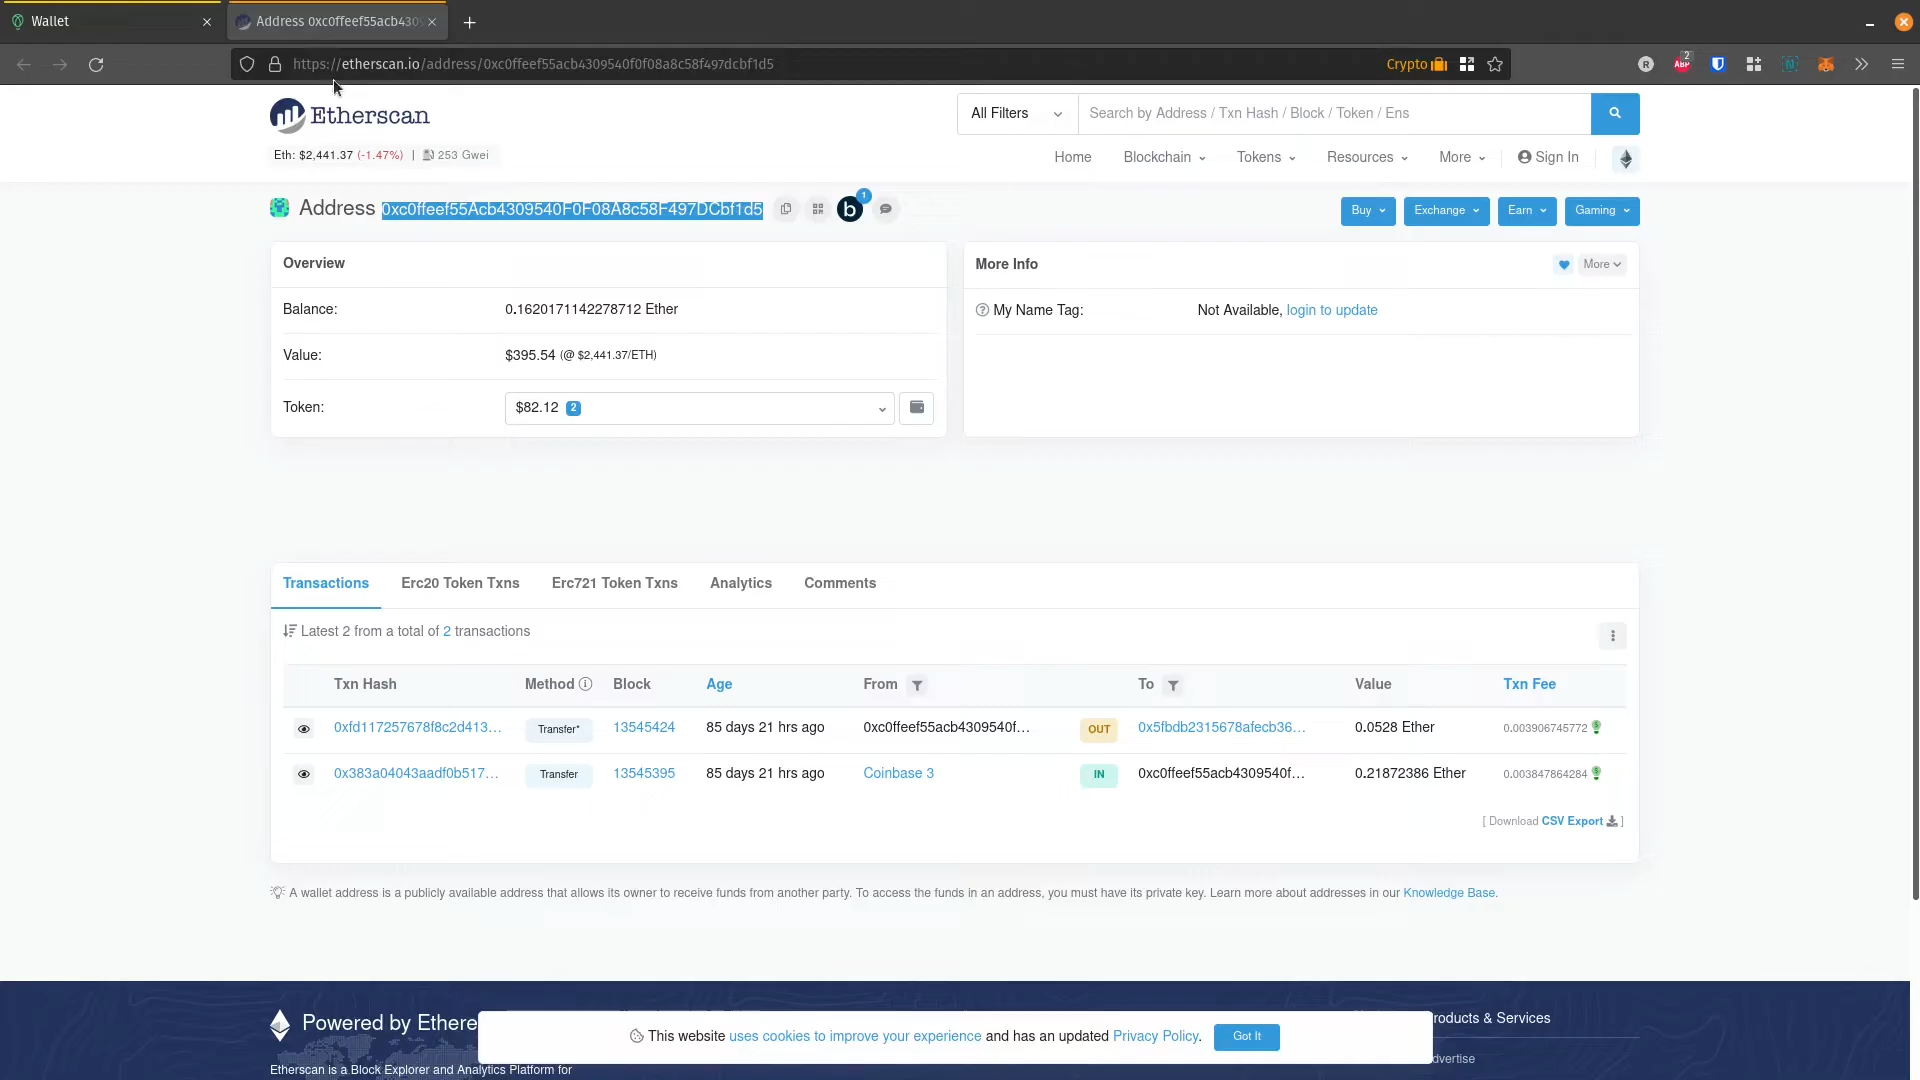 Wallet
Address 0xc0ffeef55acb4309
https://etherscan.io/address/0xc0ffeef55acb4309540f0f08a8c58f497dcbf1d5
Crypto
R
ABP
2
Etherscan
All Filters
Search by Address / Txn Hash / Block / Token / Ens
Eth: $2,441.37 (-1.47%) | 253 Gwei
Home
Blockchain
Tokens
Resources
More
Sign In
Address 0xc0ffeef55Acb4309540F0F08A8c58F497DCbf1d5
b
1
Buy
Exchange
Earn
Gaming
Overview
Balance: 0.1620171142278712 Ether
Value: $395.54 (@ $2,441.37/ETH)
Token: $82.12 2
More Info
More
My Name Tag: Not Available, login to update
Transactions
Erc20 Token Txns
Erc721 Token Txns
Analytics
Comments
Latest 2 from a total of 2 transactions
Txn Hash Method Block Age From To Value Txn Fee
0xfd117257678f8c2d413... Transfer* 13545424 85 days 21 hrs ago 0xc0ffeef55acb4309540f... OUT 0x5fbdb2315678afecb36... 0.0528 Ether 0.003906745772
0x383a04043aadf0b517... Transfer 13545395 85 days 21 hrs ago Coinbase 3 IN 0xc0ffeef55acb4309540f... 0.21872386 Ether 0.003847864284
[ Download CSV Export ]
A wallet address is a publicly available address that allows its owner to receive funds from another party. To access the funds in an address, you must have its private key. Learn more about addresses in our Knowledge Base.
Powered by Ethere
roducts & Services
This website uses cookies to improve your experience and has an updated Privacy Policy.
Got It
dvertise
Etherscan is a Block Explorer and Analytics Platform for